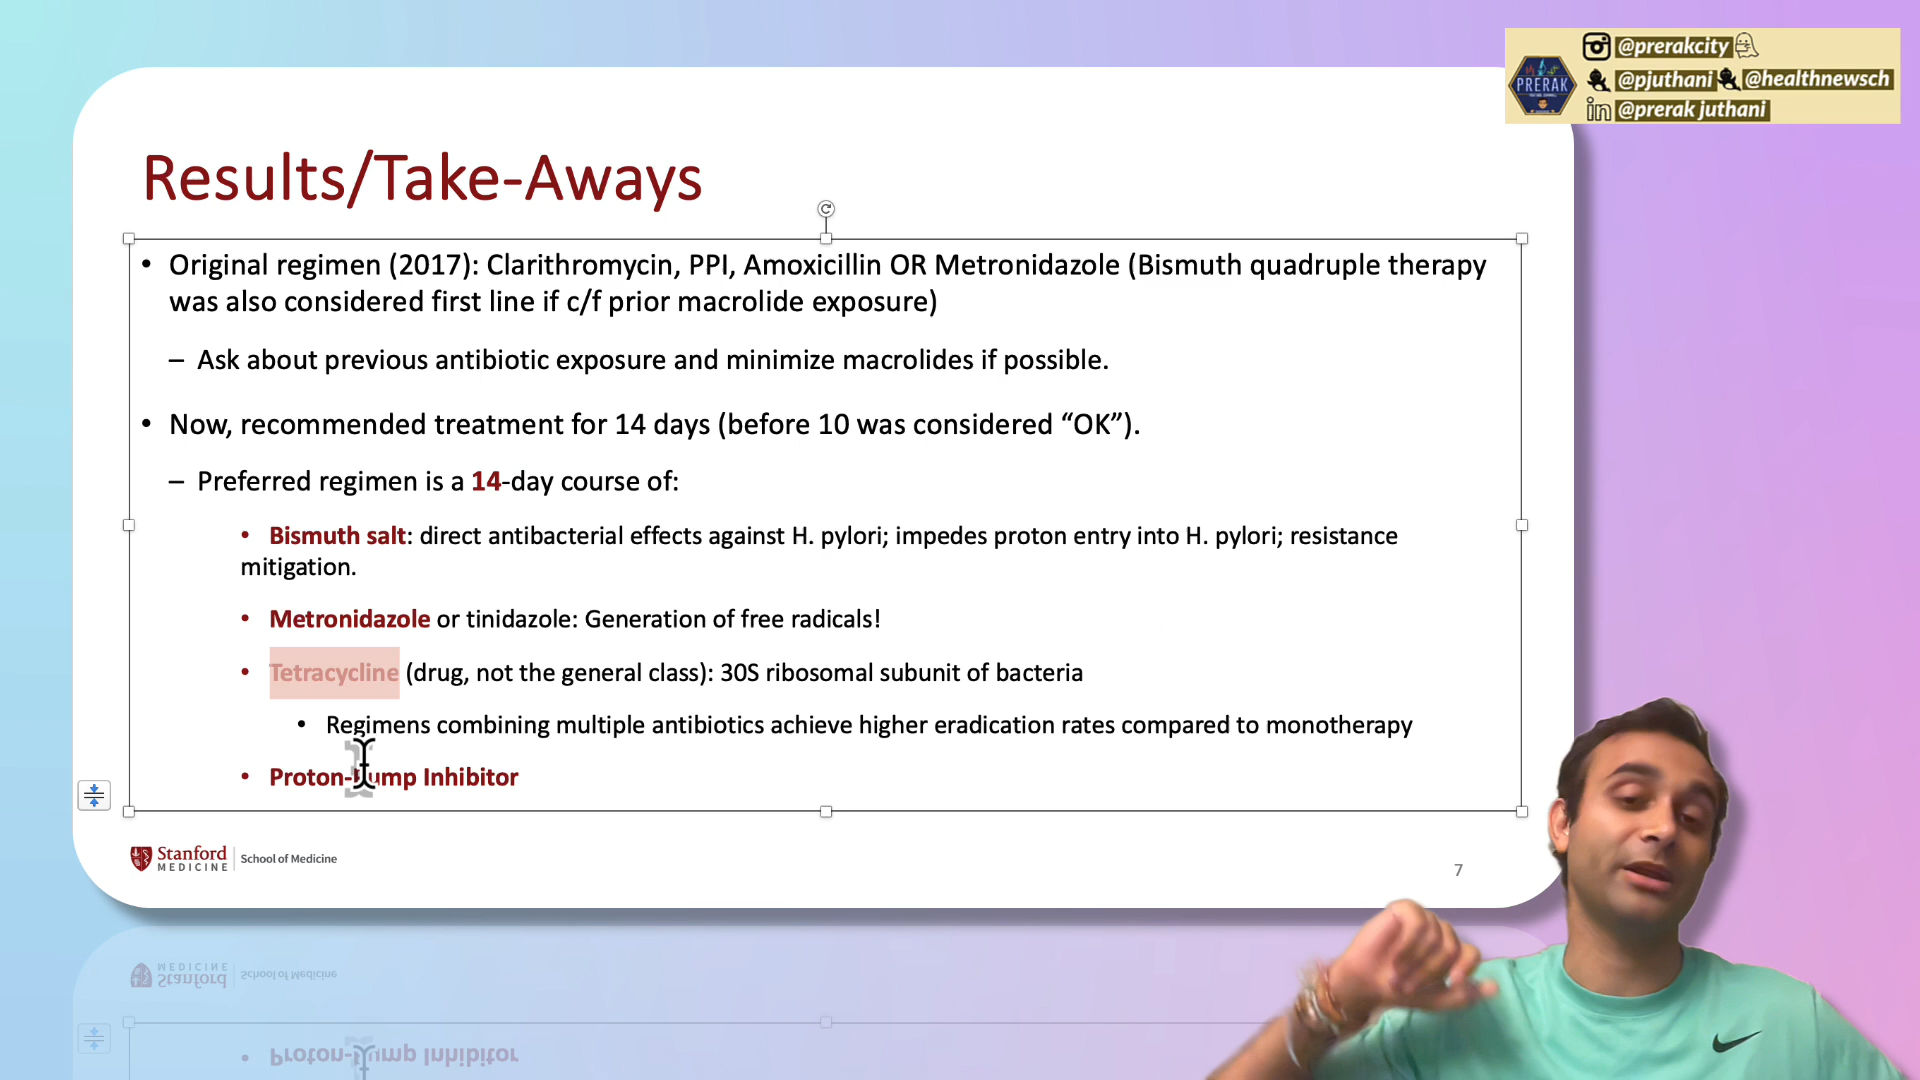 @prerakcity
PRERAK
@pjuthani @healthnewsch
in @prerak juthani
Results/Take-Aways
• Original regimen (2017): Clarithromycin, PPI, Amoxicillin OR Metronidazole (Bismuth quadruple therapy
was also considered first line if c/f prior macrolide exposure)
– Ask about previous antibiotic exposure and minimize macrolides if possible.
• Now, recommended treatment for 14 days (before 10 was considered “OK”).
– Preferred regimen is a 14-day course of:
• Bismuth salt: direct antibacterial effects against H. pylori; impedes proton entry into H. pylori; resistance
mitigation.
• Metronidazole or tinidazole: Generation of free radicals!
• Tetracycline (drug, not the general class): 30S ribosomal subunit of bacteria
• Regimens combining multiple antibiotics achieve higher eradication rates compared to monotherapy
• Proton-Pump Inhibitor
Stanford
MEDICINE
School of Medicine
7